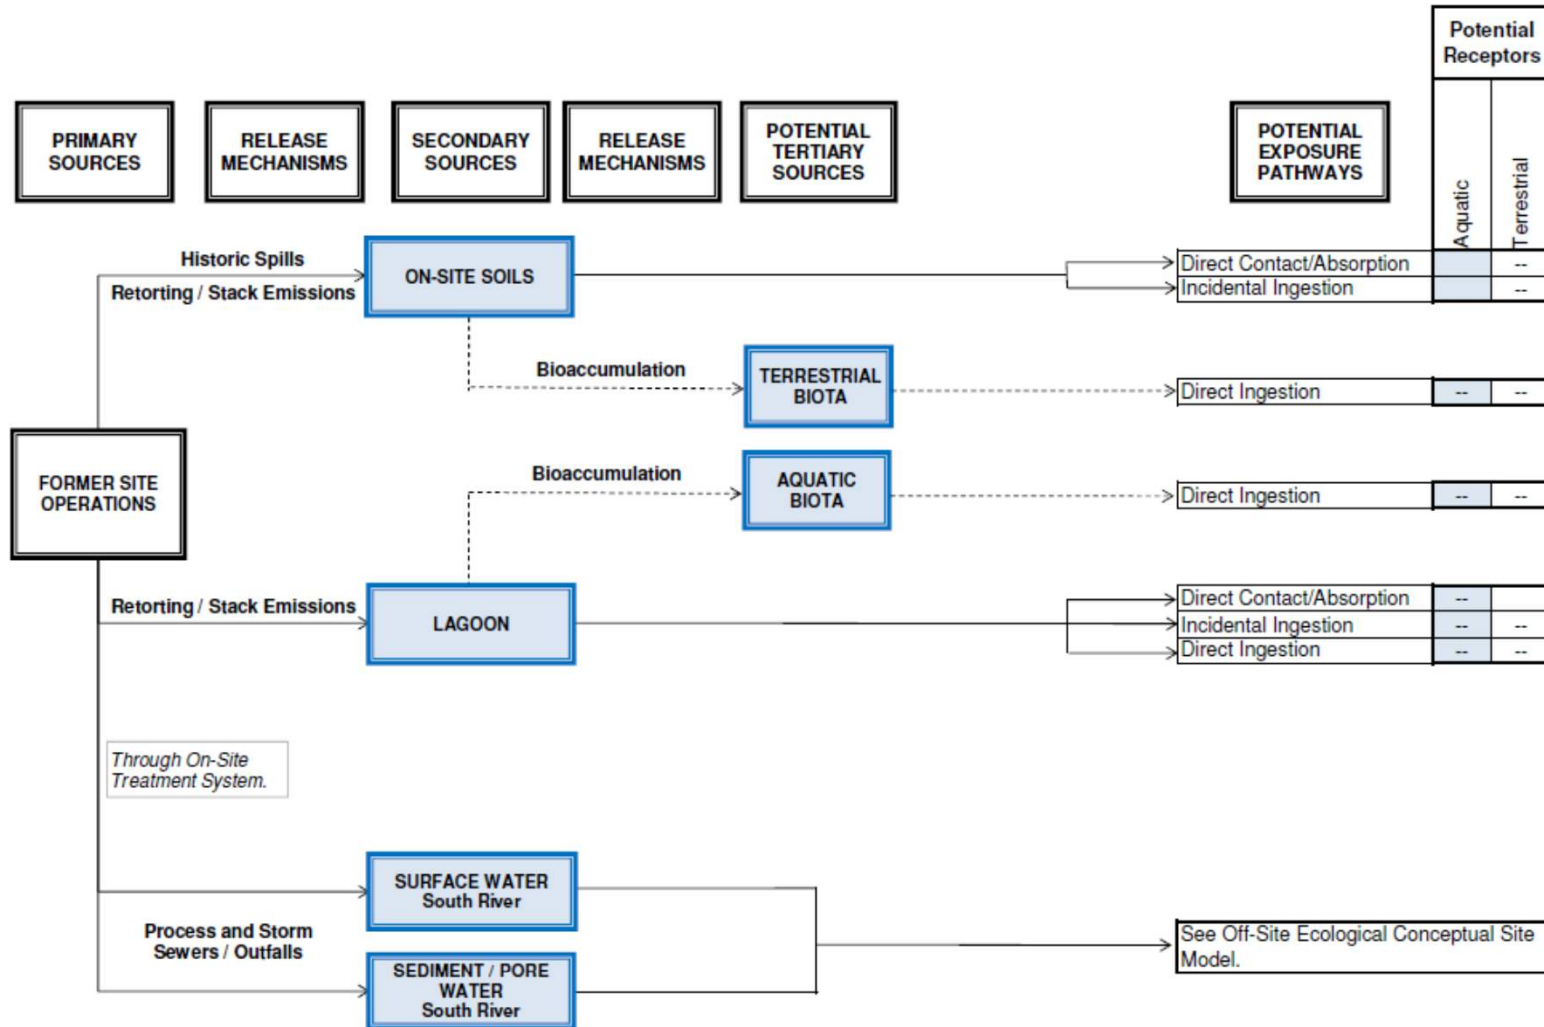 Potential
Receptors
PRIMARY
SOURCES
RELEASE
MECHANISMS
SECONDARY
SOURCES
RELEASE
MECHANISMS
POTENTIAL
TERTIARY
SOURCES
POTENTIAL
EXPOSURE
PATHWAYS
Aquatic
Terrestrial
Historic Spills
Retorting / Stack Emissions
ON-SITE SOILS
Direct Contact/Absorption --
Incidental Ingestion --
Bioaccumulation
TERRESTRIAL
BIOTA
Direct Ingestion -- --
FORMER SITE
OPERATIONS
Bioaccumulation
AQUATIC
BIOTA
Direct Ingestion -- --
Retorting / Stack Emissions
LAGOON
Direct Contact/Absorption --
Incidental Ingestion -- --
Direct Ingestion -- --
Through On-Site
Treatment System.
SURFACE WATER
South River
Process and Storm
Sewers / Outfalls
SEDIMENT / PORE
WATER
South River
See Off-Site Ecological Conceptual Site
Model.